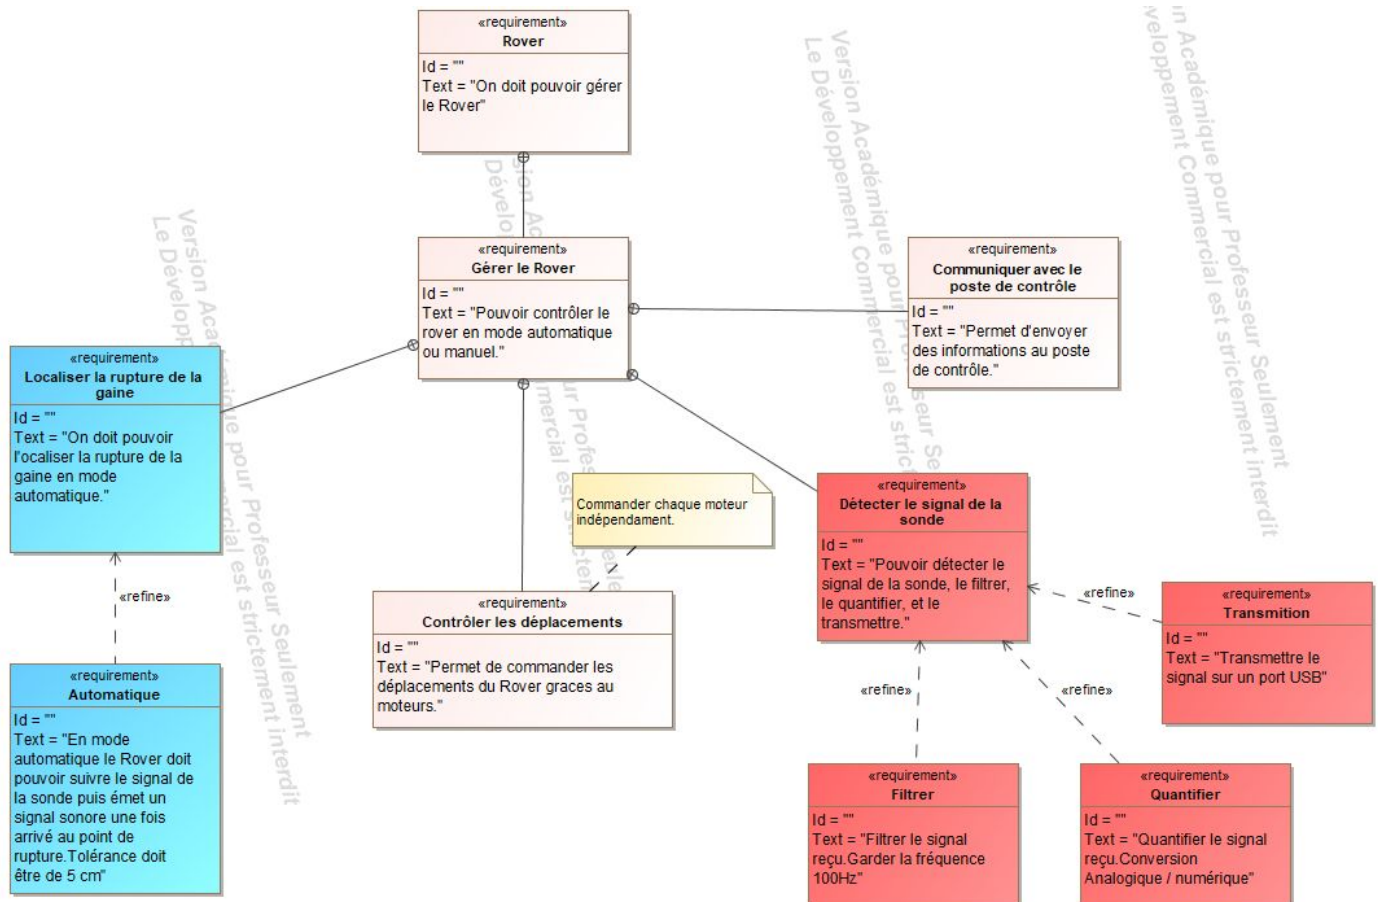 «requirement»
Rover
Id = ""
Text = "On doit pouvoir gérer
le Rover"
«requirement»
Gérer le Rover
Id = ""
Text = "Pouvoir contrôler le
rover en mode automatique
ou manuel."
«requirement»
Communiquer avec le
poste de contrôle
Id = ""
Text = "Permet d'envoyer
des informations au poste
de contrôle."
«requirement»
Localiser la rupture de la
gaine
Id = ""
Text = "On doit pouvoir
l'ocaliser la rupture de la
gaine en mode
automatique."
Commander chaque moteur
indépendament.
«requirement»
Détecter le signal de la
sonde
Id = ""
Text = "Pouvoir détecter le
signal de la sonde, le filtrer,
le quantifier, et le
transmettre."
«refine»
«requirement»
Contrôler les déplacements
Id = ""
Text = "Permet de commander les
déplacements du Rover graces au
moteurs."
«refine»
«requirement»
Transmition
Id = ""
Text = "Transmettre le
signal sur un port USB"
«requirement»
Automatique
Id = ""
Text = "En mode
automatique le Rover doit
pouvoir suivre le signal de
la sonde puis émet un
signal sonore une fois
arrivé au point de
rupture.Tolérance doit
être de 5 cm"
«refine»
«refine»
«requirement»
Filtrer
Id = ""
Text = "Filtrer le signal
reçu.Garder la fréquence
100Hz"
«requirement»
Quantifier
Id = ""
Text = "Quantifier le signal
reçu.Conversion
Analogique / numérique"
Version Académique pour Professeur Seulement
Le Développement Commercial est strictement interdit